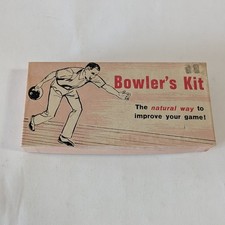 Bowler's Kit
The natural way to
improve your game!